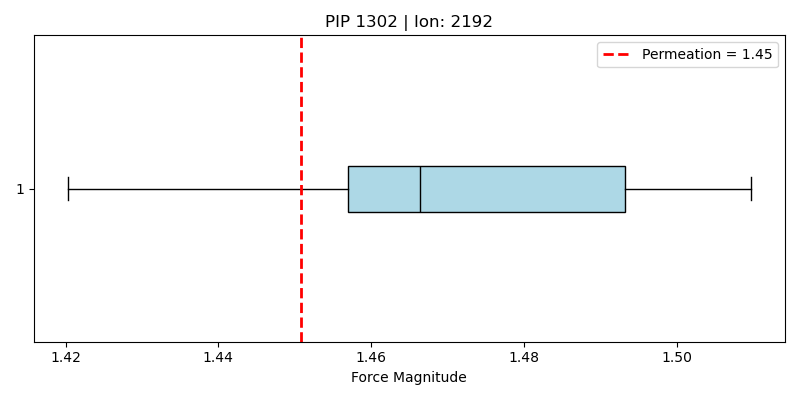 PIP 1302 | Ion: 2192
Permeation = 1.45
1
1.42 1.44 1.46 1.48 1.50
Force Magnitude